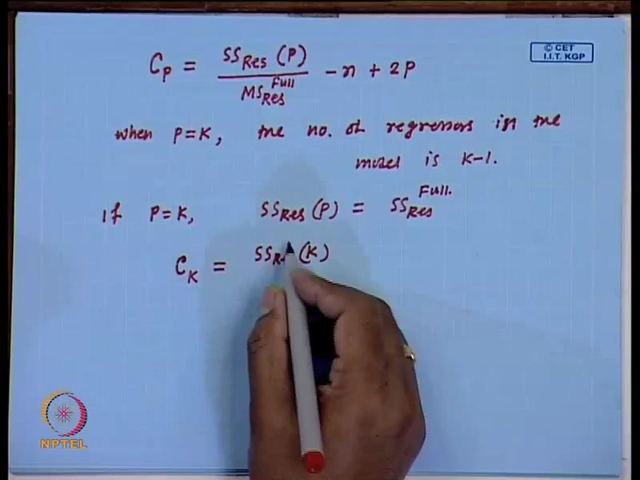 © CET
I.I.T. KGP
C_P = SS_Res (P) / MS_Res^Full - n + 2P
when P=K, the no. of regressors in the
model is K-1.
If P=K, SS_Res (P) = SS_Res^Full.
C_K = SS_Res (K)
NPTEL